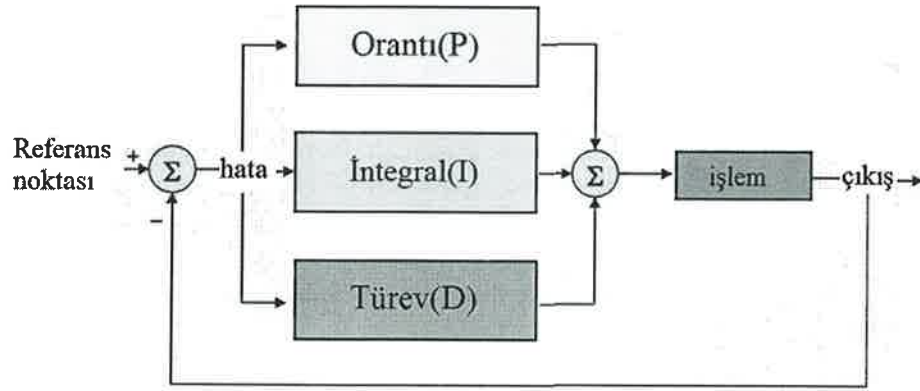 Orantı(P)
Referans
noktası
+
Σ
hata
İntegral(I)
Σ
işlem
çıkış
−
Türev(D)